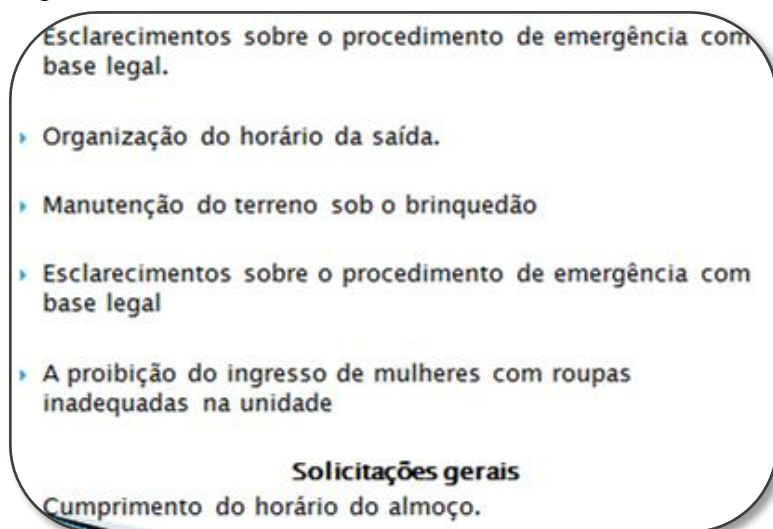 Esclarecimentos sobre o procedimento de emergência com
base legal.
Organização do horário da saída.
Manutenção do terreno sob o brinquedão
Esclarecimentos sobre o procedimento de emergência com
base legal
A proibição do ingresso de mulheres com roupas
inadequadas na unidade
Solicitações gerais
Cumprimento do horário do almoço.